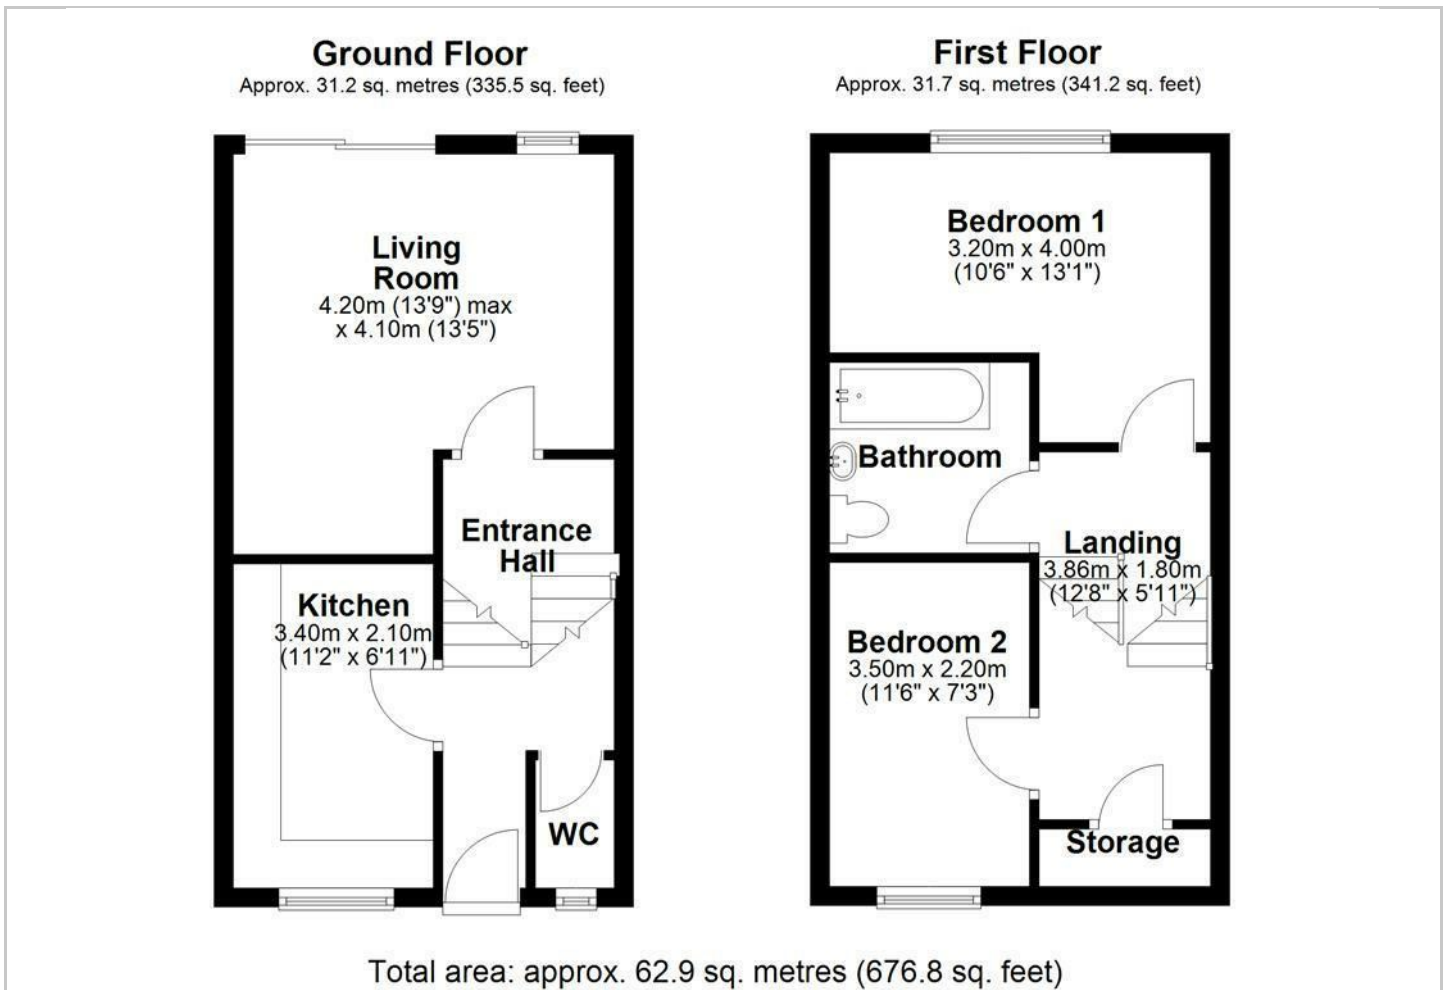 Ground Floor
Approx. 31.2 sq. metres (335.5 sq. feet)
Living
Room
4.20m (13'9") max
x 4.10m (13'5")
Entrance
Hall
Kitchen
3.40m x 2.10m
(11'2" x 6'11")
WC
First Floor
Approx. 31.7 sq. metres (341.2 sq. feet)
Bedroom 1
3.20m x 4.00m
(10'6" x 13'1")
Bathroom
Landing
3.86m x 1.80m
(12'8" x 5'11")
Bedroom 2
3.50m x 2.20m
(11'6" x 7'3")
Storage
Total area: approx. 62.9 sq. metres (676.8 sq. feet)